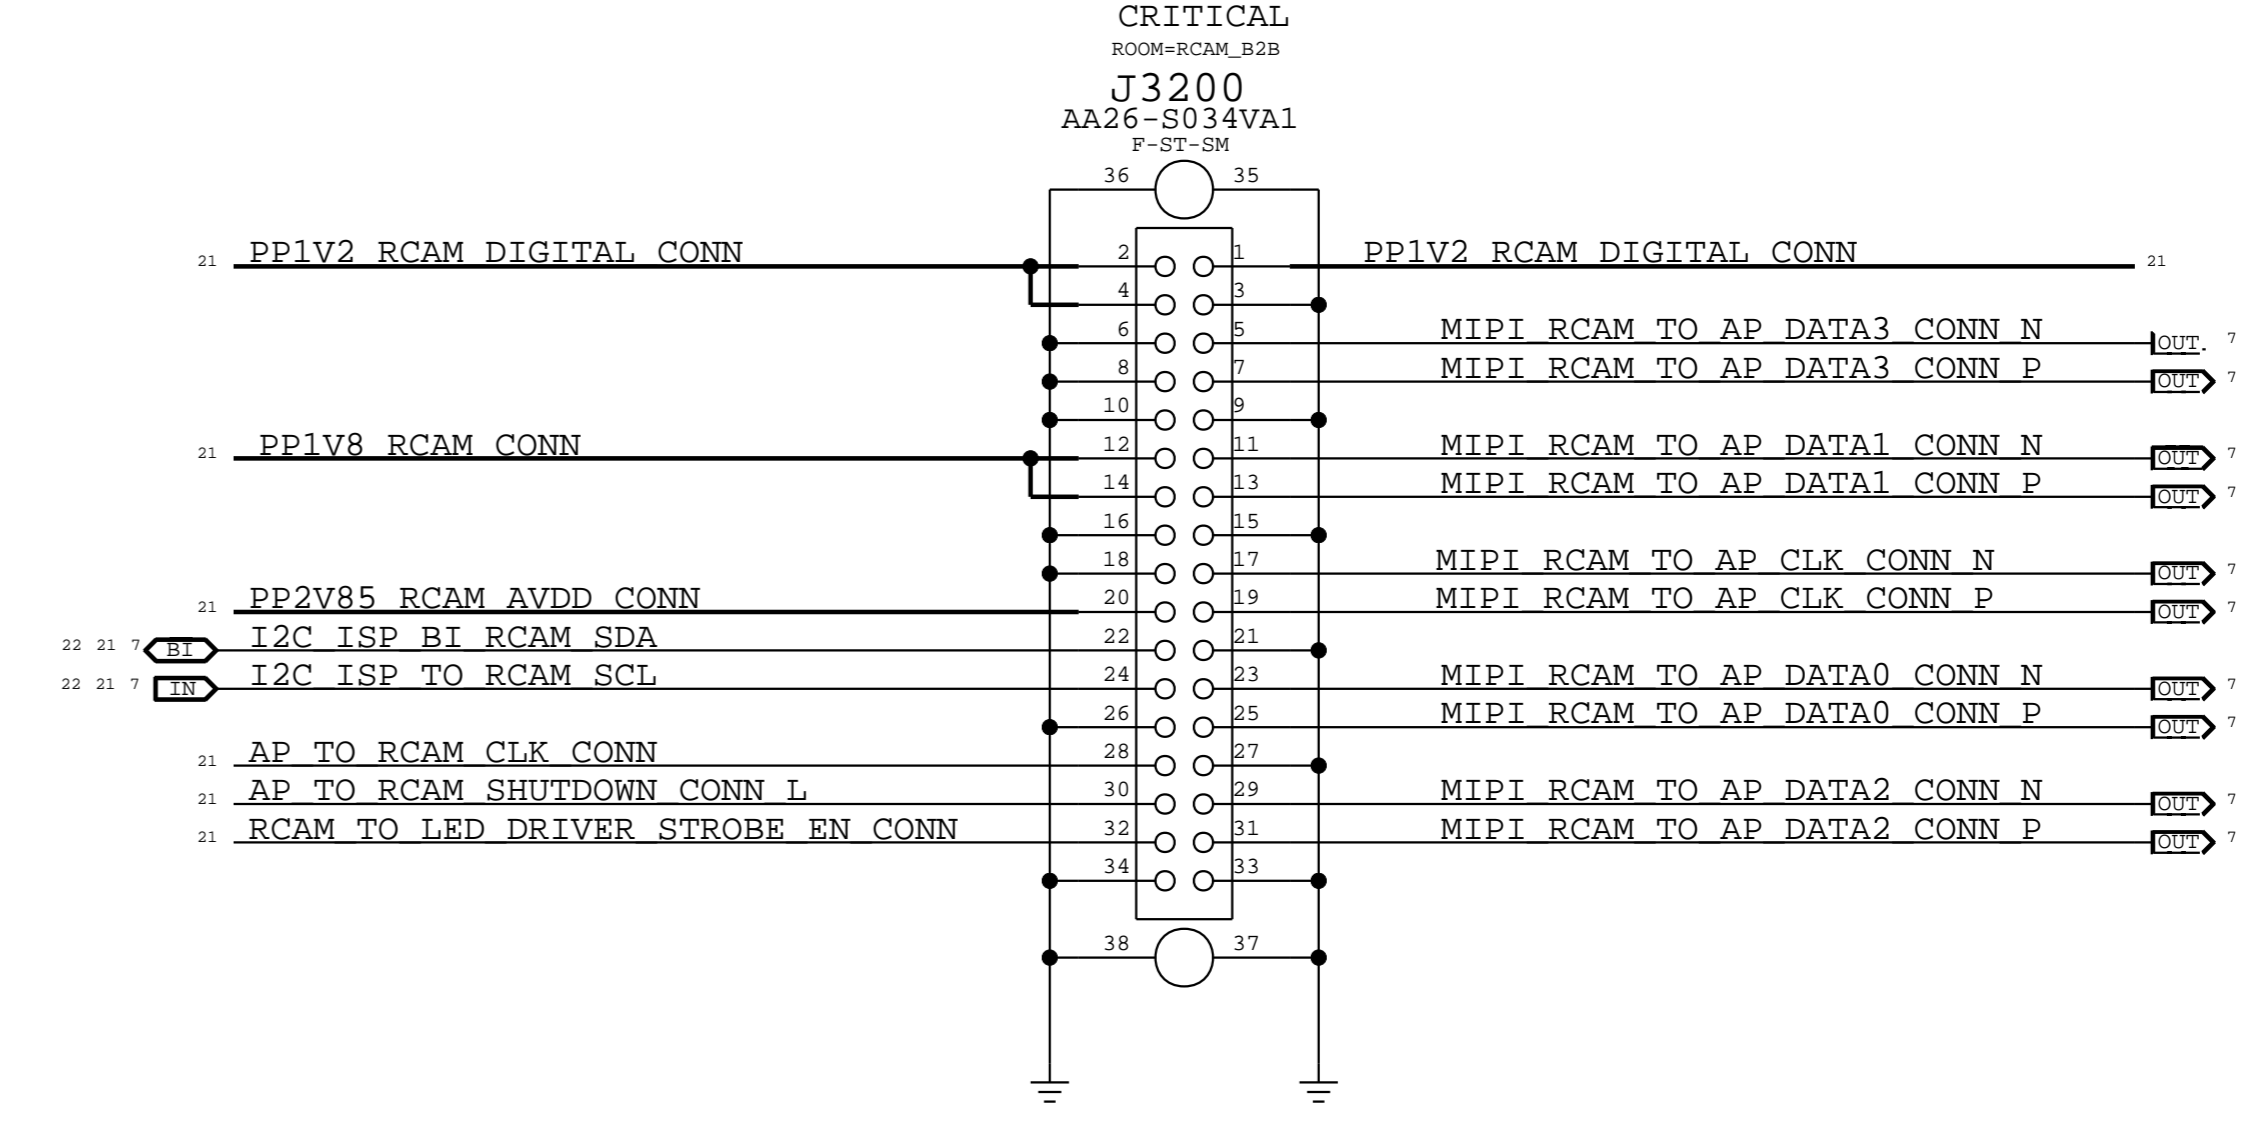 CRITICAL
ROOM=RCAM_B2B
J3200
AA26-S034VA1
F-ST-SM
36 35
21 PP1V2_RCAM_DIGITAL_CONN 2 1 PP1V2_RCAM_DIGITAL_CONN 21
4 3
6 5 MIPI_RCAM_TO_AP_DATA3_CONN_N OUT 7
8 7 MIPI_RCAM_TO_AP_DATA3_CONN_P OUT 7
10 9
21 PP1V8_RCAM_CONN 12 11 MIPI_RCAM_TO_AP_DATA1_CONN_N OUT 7
14 13 MIPI_RCAM_TO_AP_DATA1_CONN_P OUT 7
16 15
18 17 MIPI_RCAM_TO_AP_CLK_CONN_N OUT 7
21 PP2V85_RCAM_AVDD_CONN 20 19 MIPI_RCAM_TO_AP_CLK_CONN_P OUT 7
22 21 7 BI I2C_ISP_BI_RCAM_SDA 22 21
22 21 7 IN I2C_ISP_TO_RCAM_SCL 24 23 MIPI_RCAM_TO_AP_DATA0_CONN_N OUT 7
26 25 MIPI_RCAM_TO_AP_DATA0_CONN_P OUT 7
21 AP_TO_RCAM_CLK_CONN 28 27
21 AP_TO_RCAM_SHUTDOWN_CONN_L 30 29 MIPI_RCAM_TO_AP_DATA2_CONN_N OUT 7
21 RCAM_TO_LED_DRIVER_STROBE_EN_CONN 32 31 MIPI_RCAM_TO_AP_DATA2_CONN_P OUT 7
34 33
38 37